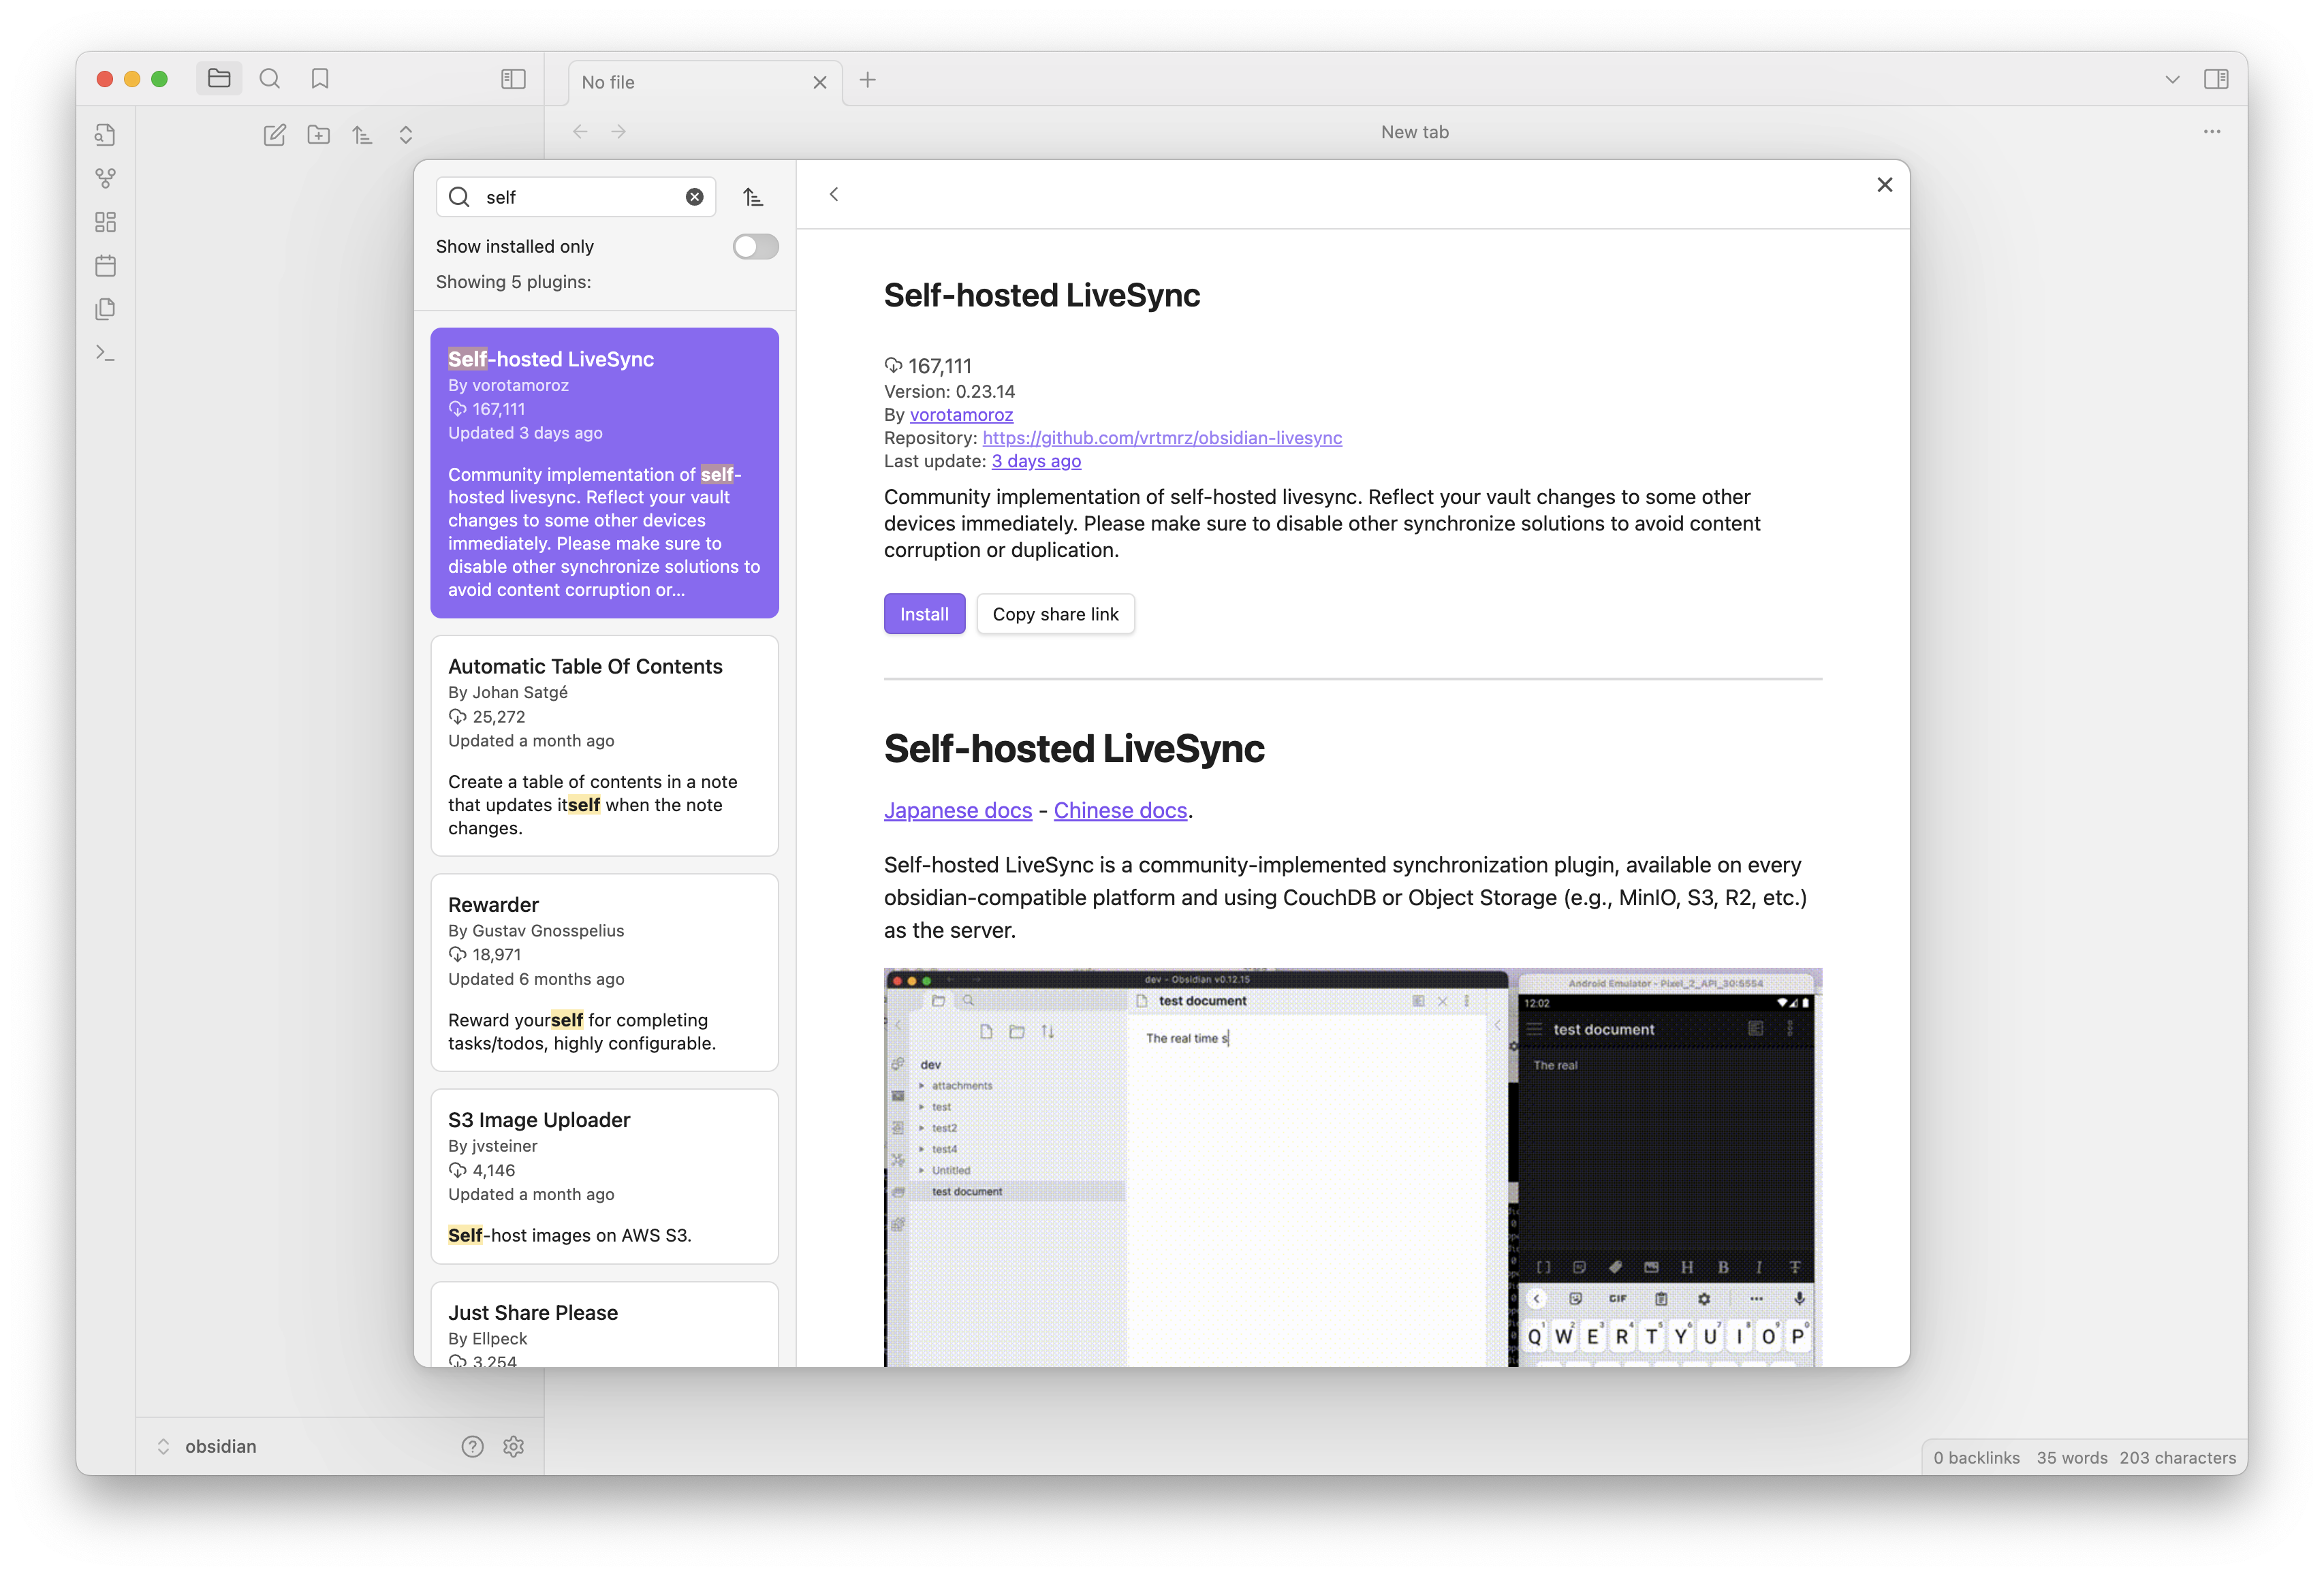 No file
New tab
self
Show installed only
Showing 5 plugins:
Self-hosted LiveSync
By vorotamoroz
167,111
Updated 3 days ago
Community implementation of self-
hosted livesync. Reflect your vault
changes to some other devices
immediately. Please make sure to
disable other synchronize solutions to
avoid content corruption or...
Automatic Table Of Contents
By Johan Satgé
25,272
Updated a month ago
Create a table of contents in a note
that updates itself when the note
changes.
Rewarder
By Gustav Gnosspelius
18,971
Updated 6 months ago
Reward yourself for completing
tasks/todos, highly configurable.
S3 Image Uploader
By jvsteiner
4,146
Updated a month ago
Self-host images on AWS S3.
Just Share Please
By Ellpeck
3,254
Self-hosted LiveSync
167,111
Version: 0.23.14
By vorotamoroz
Repository: https://github.com/vrtmrz/obsidian-livesync
Last update: 3 days ago
Community implementation of self-hosted livesync. Reflect your vault changes to some other
devices immediately. Please make sure to disable other synchronize solutions to avoid content
corruption or duplication.
Install
Copy share link
Self-hosted LiveSync
Japanese docs - Chinese docs.
Self-hosted LiveSync is a community-implemented synchronization plugin, available on every
obsidian-compatible platform and using CouchDB or Object Storage (e.g., MinIO, S3, R2, etc.)
as the server.
dev - Obsidian v0.12.15
test document
The real time s
dev
attachments
test
test2
test4
Untitled
test document
Android Emulator - Pixel_2_API_30:5554
12:02
test document
The real
H B I T
GIF
Q W E R T Y U I O P
1 2 3 4 5 6 7 8 9 0
obsidian
0 backlinks 35 words 203 characters